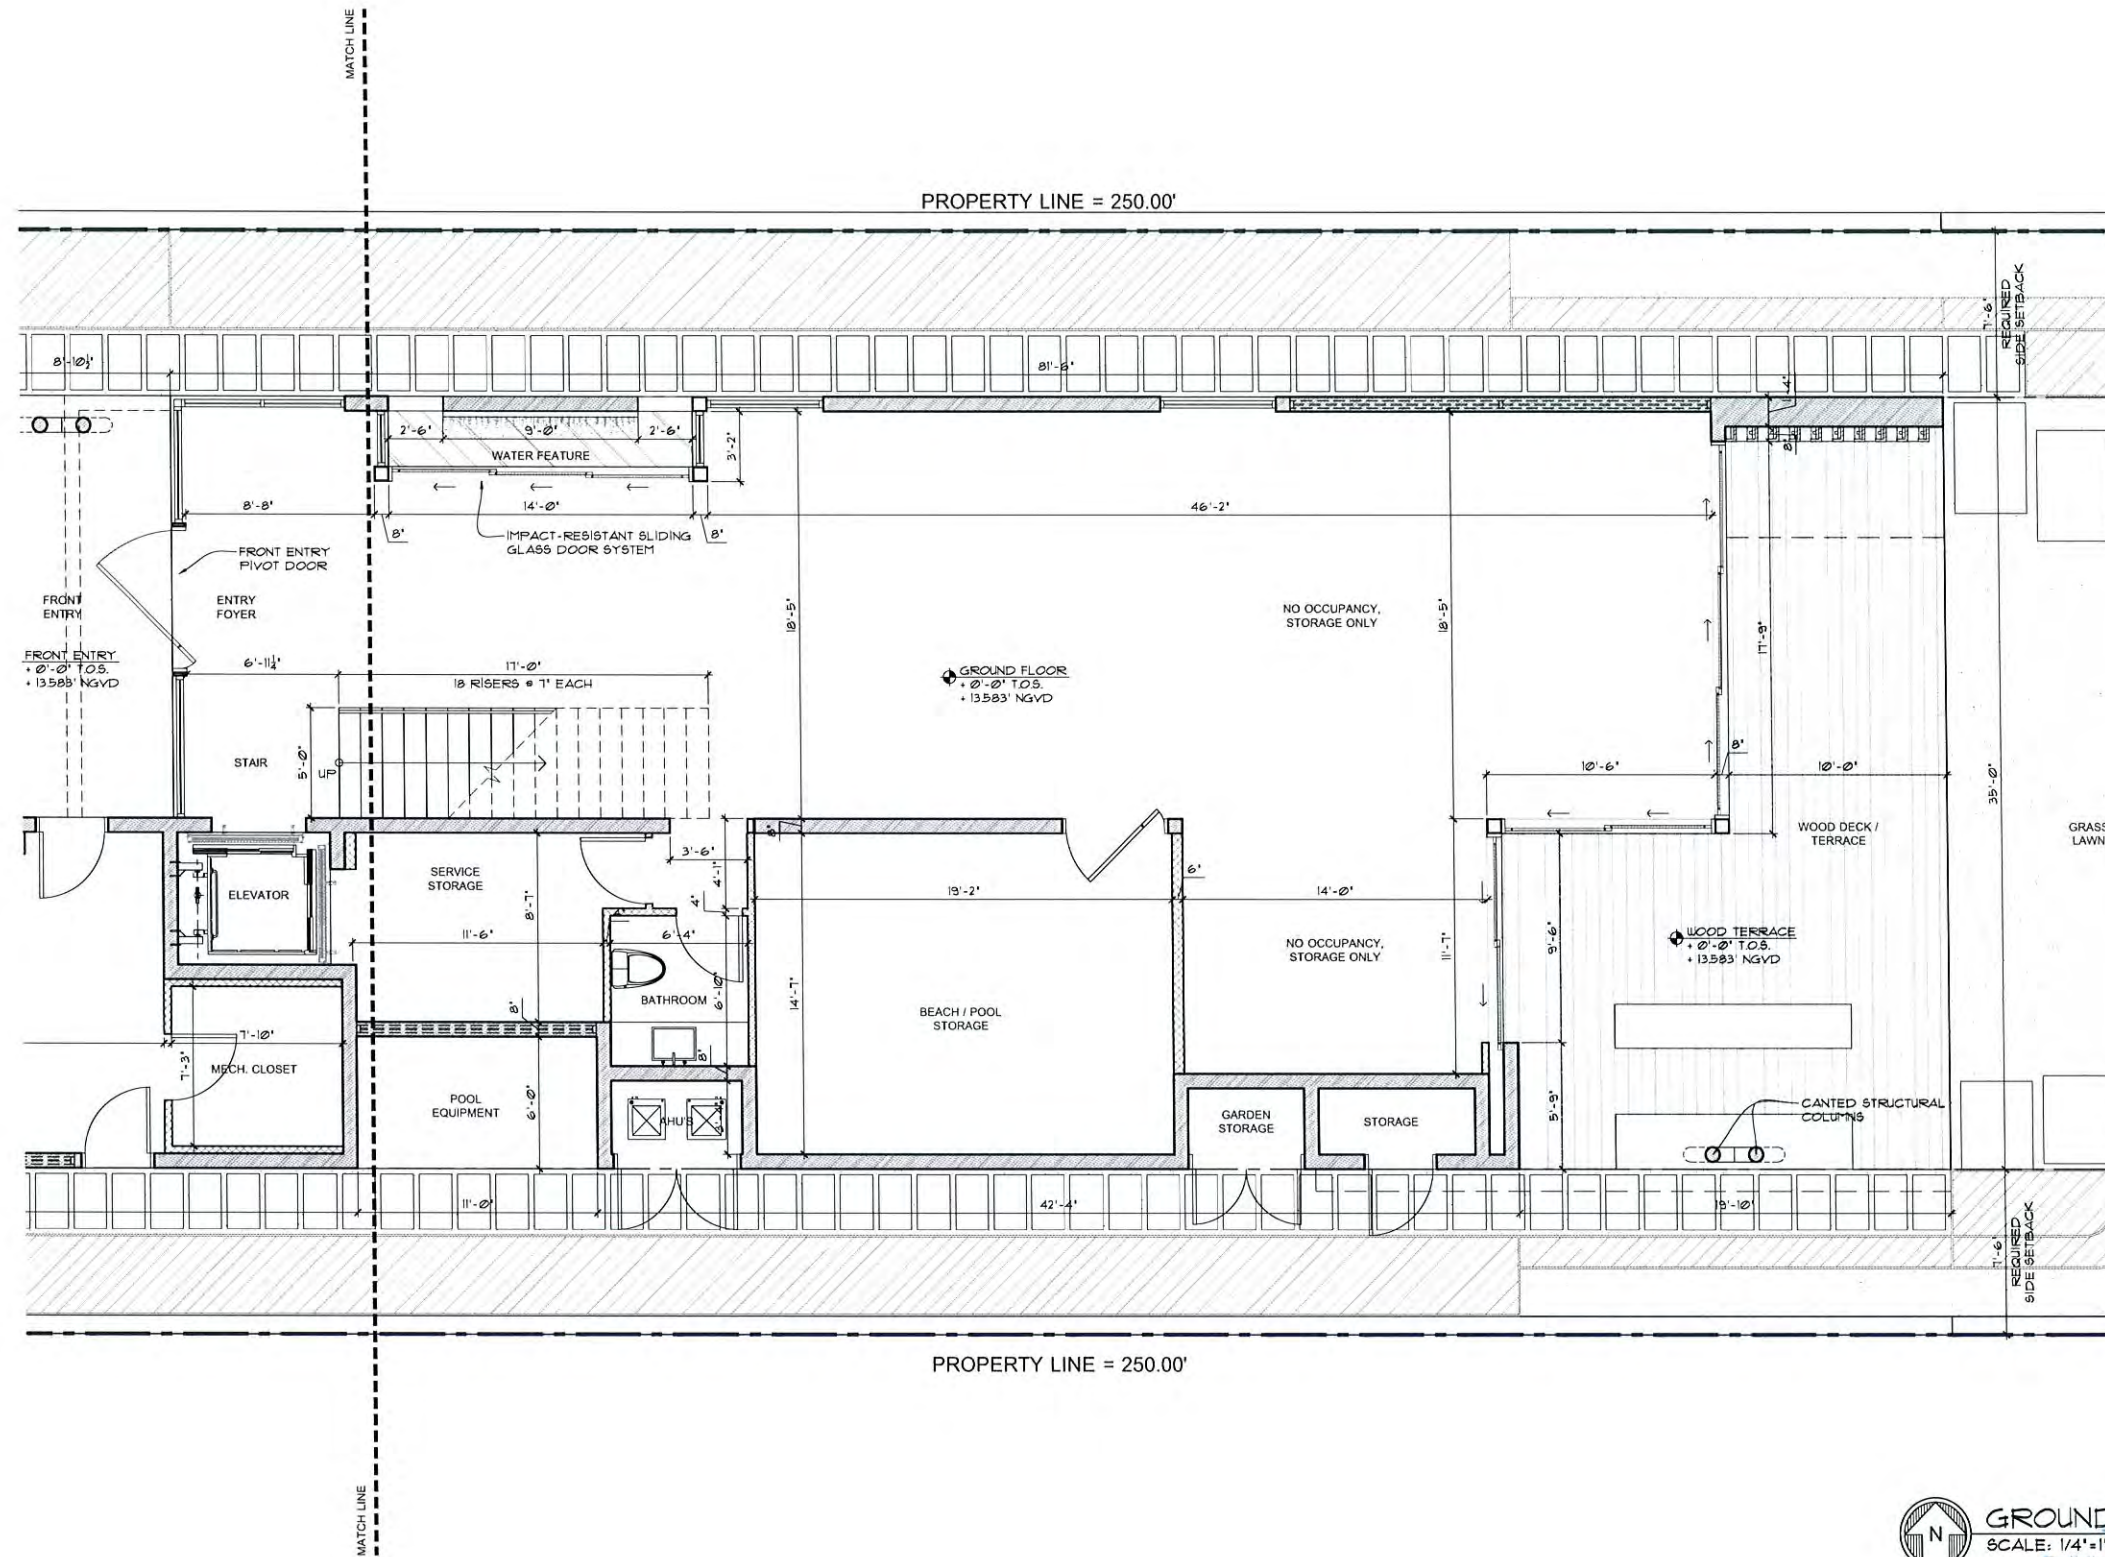 MATCH LINE
PROPERTY LINE = 250.00'
7'-6"
REQUIRED
SIDE SETBACK
8'-10½"
81'-6"
1'-4"
2'-6"
9'-0"
2'-6"
3'-2"
8"
WATER FEATURE
8'-8"
14'-0"
46'-2"
8"
8"
IMPACT-RESISTANT SLIDING
GLASS DOOR SYSTEM
FRONT ENTRY
PIVOT DOOR
FRONT
ENTRY
ENTRY
FOYER
18'-5"
NO OCCUPANCY,
STORAGE ONLY
18'-5"
17'-9"
FRONT ENTRY
+ 0'-0" T.O.S.
+ 13.583' NGVD
6'-11¼"
17'-0"
18 RISERS @ 7" EACH
GROUND FLOOR
+ 0'-0" T.O.S.
+ 13.583' NGVD
STAIR
5'-0"
UP
8"
10'-6"
10'-0"
35'-0"
WOOD DECK /
TERRACE
GRASS
LAWN
8"
3'-6"
4'-1"
SERVICE
STORAGE
ELEVATOR
8'-7"
4"
19'-2"
6"
14'-0"
11'-6"
6'-4"
NO OCCUPANCY,
STORAGE ONLY
11'-7"
9'-6"
WOOD TERRACE
+ 0'-0" T.O.S.
+ 13.583' NGVD
BATHROOM
6'-10"
8"
14'-7"
BEACH / POOL
STORAGE
7'-10"
7'-3"
MECH. CLOSET
8"
POOL
EQUIPMENT
6'-0"
AHU'S
GARDEN
STORAGE
STORAGE
5'-9"
CANTED STRUCTURAL
COLUMNS
11'-0"
42'-4"
19'-10"
7'-6"
REQUIRED
SIDE SETBACK
PROPERTY LINE = 250.00'
MATCH LINE
N
GROUND
SCALE: 1/4"=1'